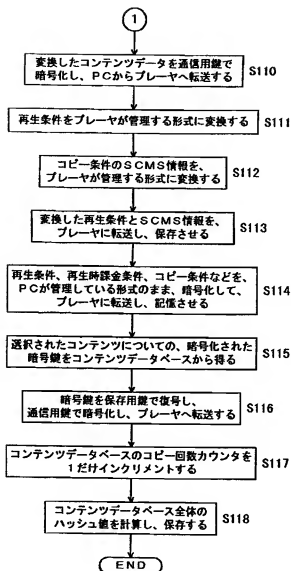 1
変換したコンテンツデータを通信用鍵で
暗号化し、PCからプレーヤへ転送する
S110
再生条件をプレーヤが管理する形式に変換する
S111
コピー条件のSCMS情報を、
プレーヤが管理する形式に変換する
S112
変換した再生条件とSCMS情報を、
プレーヤに転送し、保存させる
S113
再生条件、再生時課金条件、コピー条件などを、
PCが管理している形式のまま、暗号化して、
プレーヤに転送し、記憶させる
S114
選択されたコンテンツについての、暗号化された
暗号鍵をコンテンツデータベースから得る
S115
暗号鍵を保存用鍵で復号し、
通信用鍵で暗号化し、プレーヤへ転送する
S116
コンテンツデータベースのコピー回数カウンタを
1だけインクリメントする
S117
コンテンツデータベース全体の
ハッシュ値を計算し、保存する
S118
END